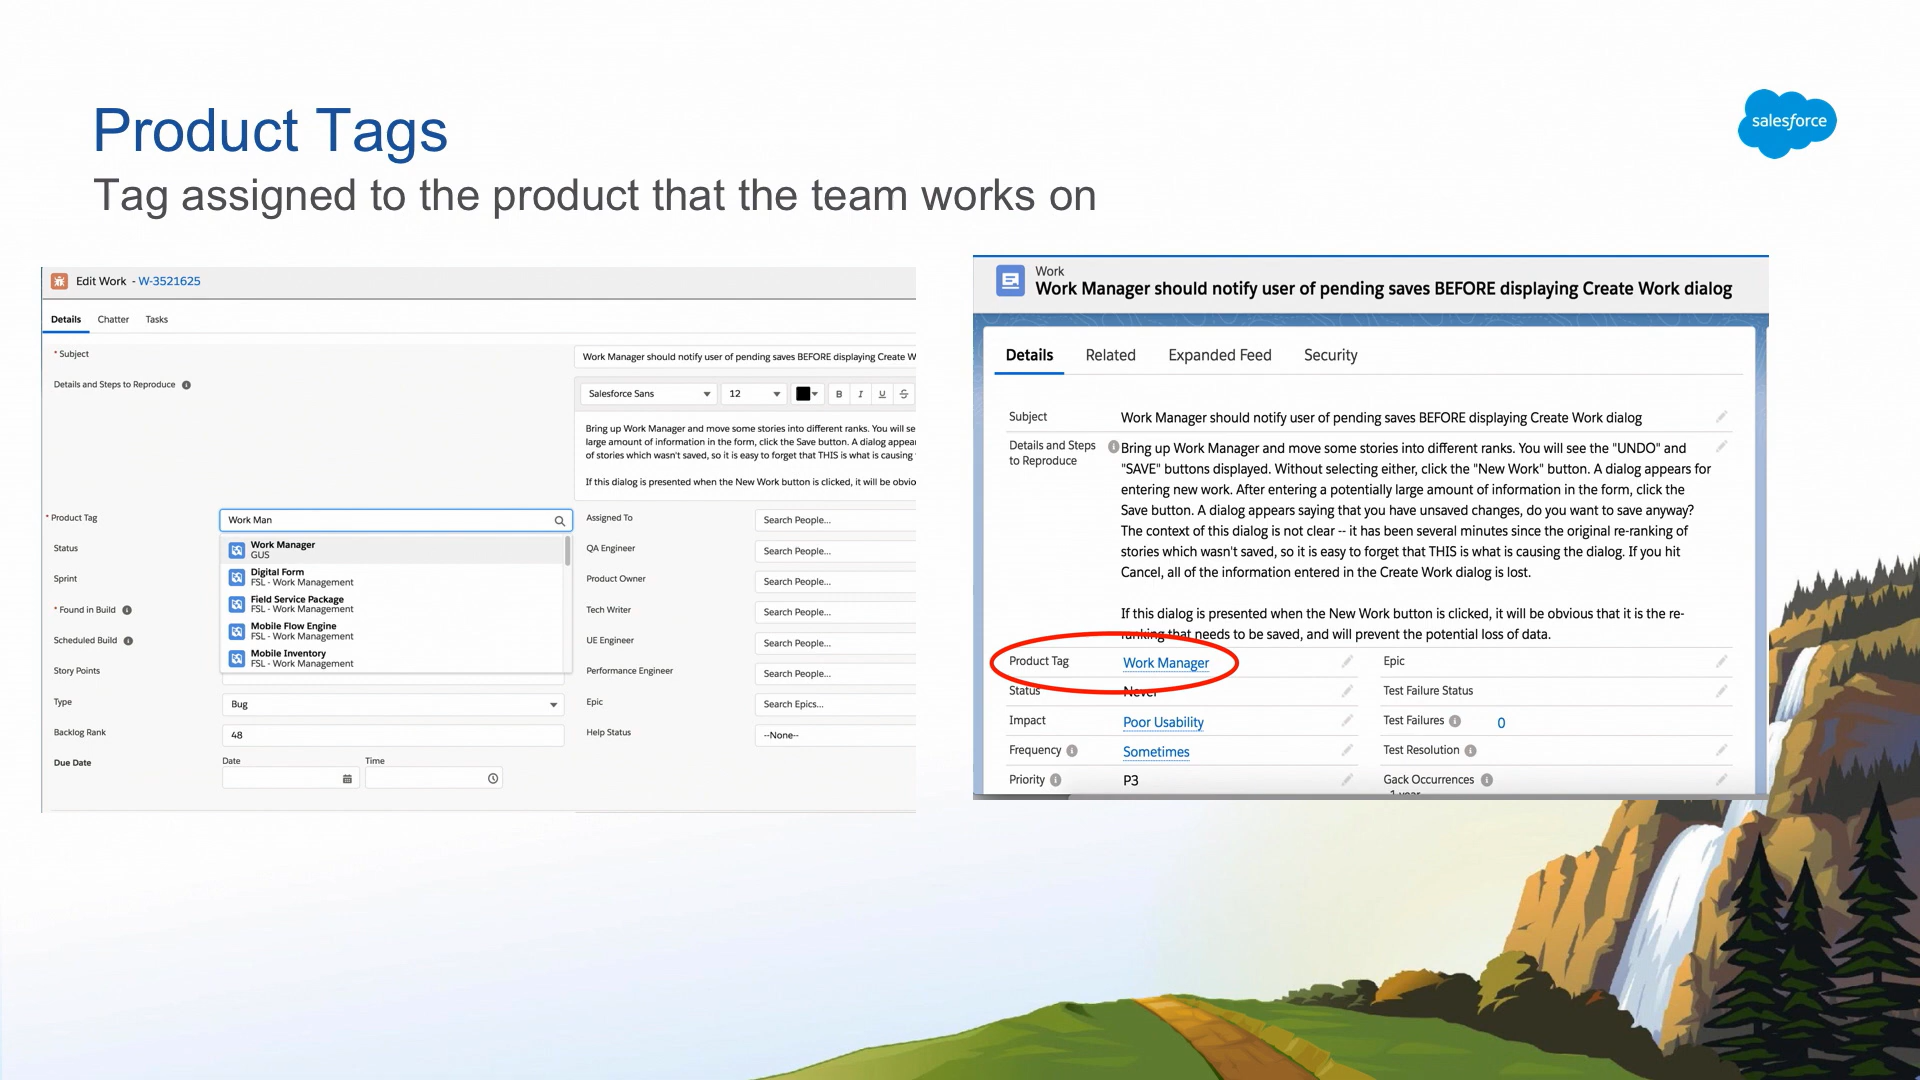 Product Tags
salesforce
Tag assigned to the product that the team works on
Edit Work - W-3521625
Details Chatter Tasks
* Subject
Work Manager should notify user of pending saves BEFORE displaying Create W
Details and Steps to Reproduce
Salesforce Sans 12 B I U S
Bring up Work Manager and move some stories into different ranks. You will se
large amount of information in the form, click the Save button. A dialog appear
of stories which wasn't saved, so it is easy to forget that THIS is what is causing
If this dialog is presented when the New Work button is clicked, it will be obvio
* Product Tag
Work Man
Work Manager
GUS
Digital Form
FSL - Work Management
Field Service Package
FSL - Work Management
Mobile Flow Engine
FSL - Work Management
Mobile Inventory
FSL - Work Management
Status
Sprint
* Found in Build
Scheduled Build
Story Points
Type
Bug
Backlog Rank
48
Due Date
Date
Time
Assigned To
Search People...
QA Engineer
Search People...
Product Owner
Search People...
Tech Writer
Search People...
UE Engineer
Search People...
Performance Engineer
Search People...
Epic
Search Epics...
Help Status
--None--
Work
Work Manager should notify user of pending saves BEFORE displaying Create Work dialog
Details Related Expanded Feed Security
Subject
Work Manager should notify user of pending saves BEFORE displaying Create Work dialog
Details and Steps
to Reproduce
Bring up Work Manager and move some stories into different ranks. You will see the "UNDO" and
"SAVE" buttons displayed. Without selecting either, click the "New Work" button. A dialog appears for
entering new work. After entering a potentially large amount of information in the form, click the
Save button. A dialog appears saying that you have unsaved changes, do you want to save anyway?
The context of this dialog is not clear -- it has been several minutes since the original re-ranking of
stories which wasn't saved, so it is easy to forget that THIS is what is causing the dialog. If you hit
Cancel, all of the information entered in the Create Work dialog is lost.
If this dialog is presented when the New Work button is clicked, it will be obvious that it is the re-
ranking that needs to be saved, and will prevent the potential loss of data.
Product Tag
Work Manager
Status
Never
Impact
Poor Usability
Frequency
Sometimes
Priority
P3
Epic
Test Failure Status
Test Failures
0
Test Resolution
Gack Occurrences
1 year